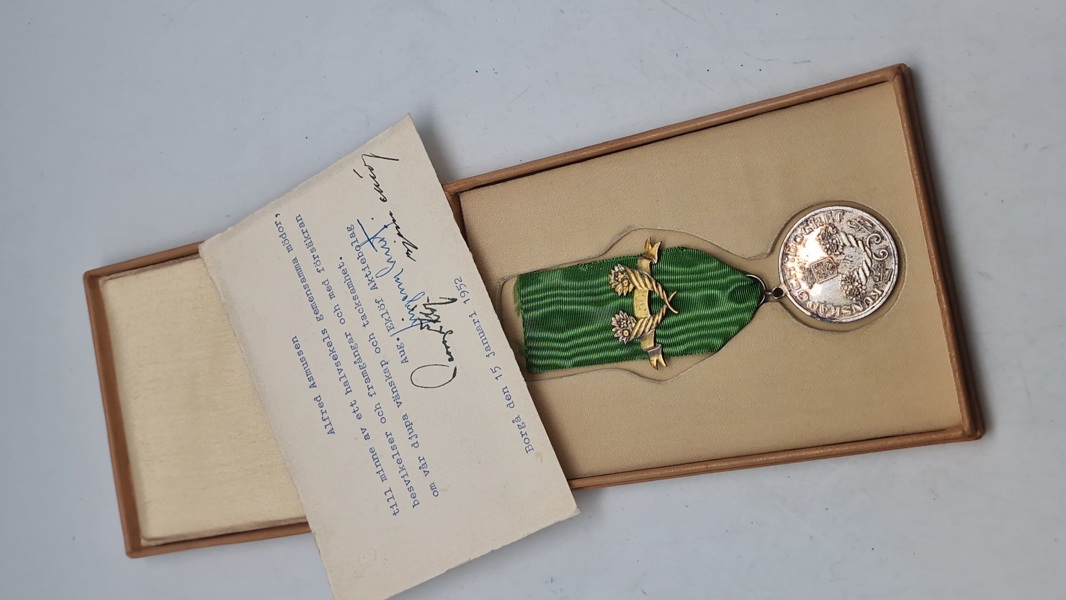 Alfred Asmussen
till minne av ett halvsekels gemensamma mödor,
besvikelser och framgångar och med försäkran
om vår djupa vänskap och tacksamhet.
Aug. Eklöf Aktiebolag
Borgå den 15 januari 1952